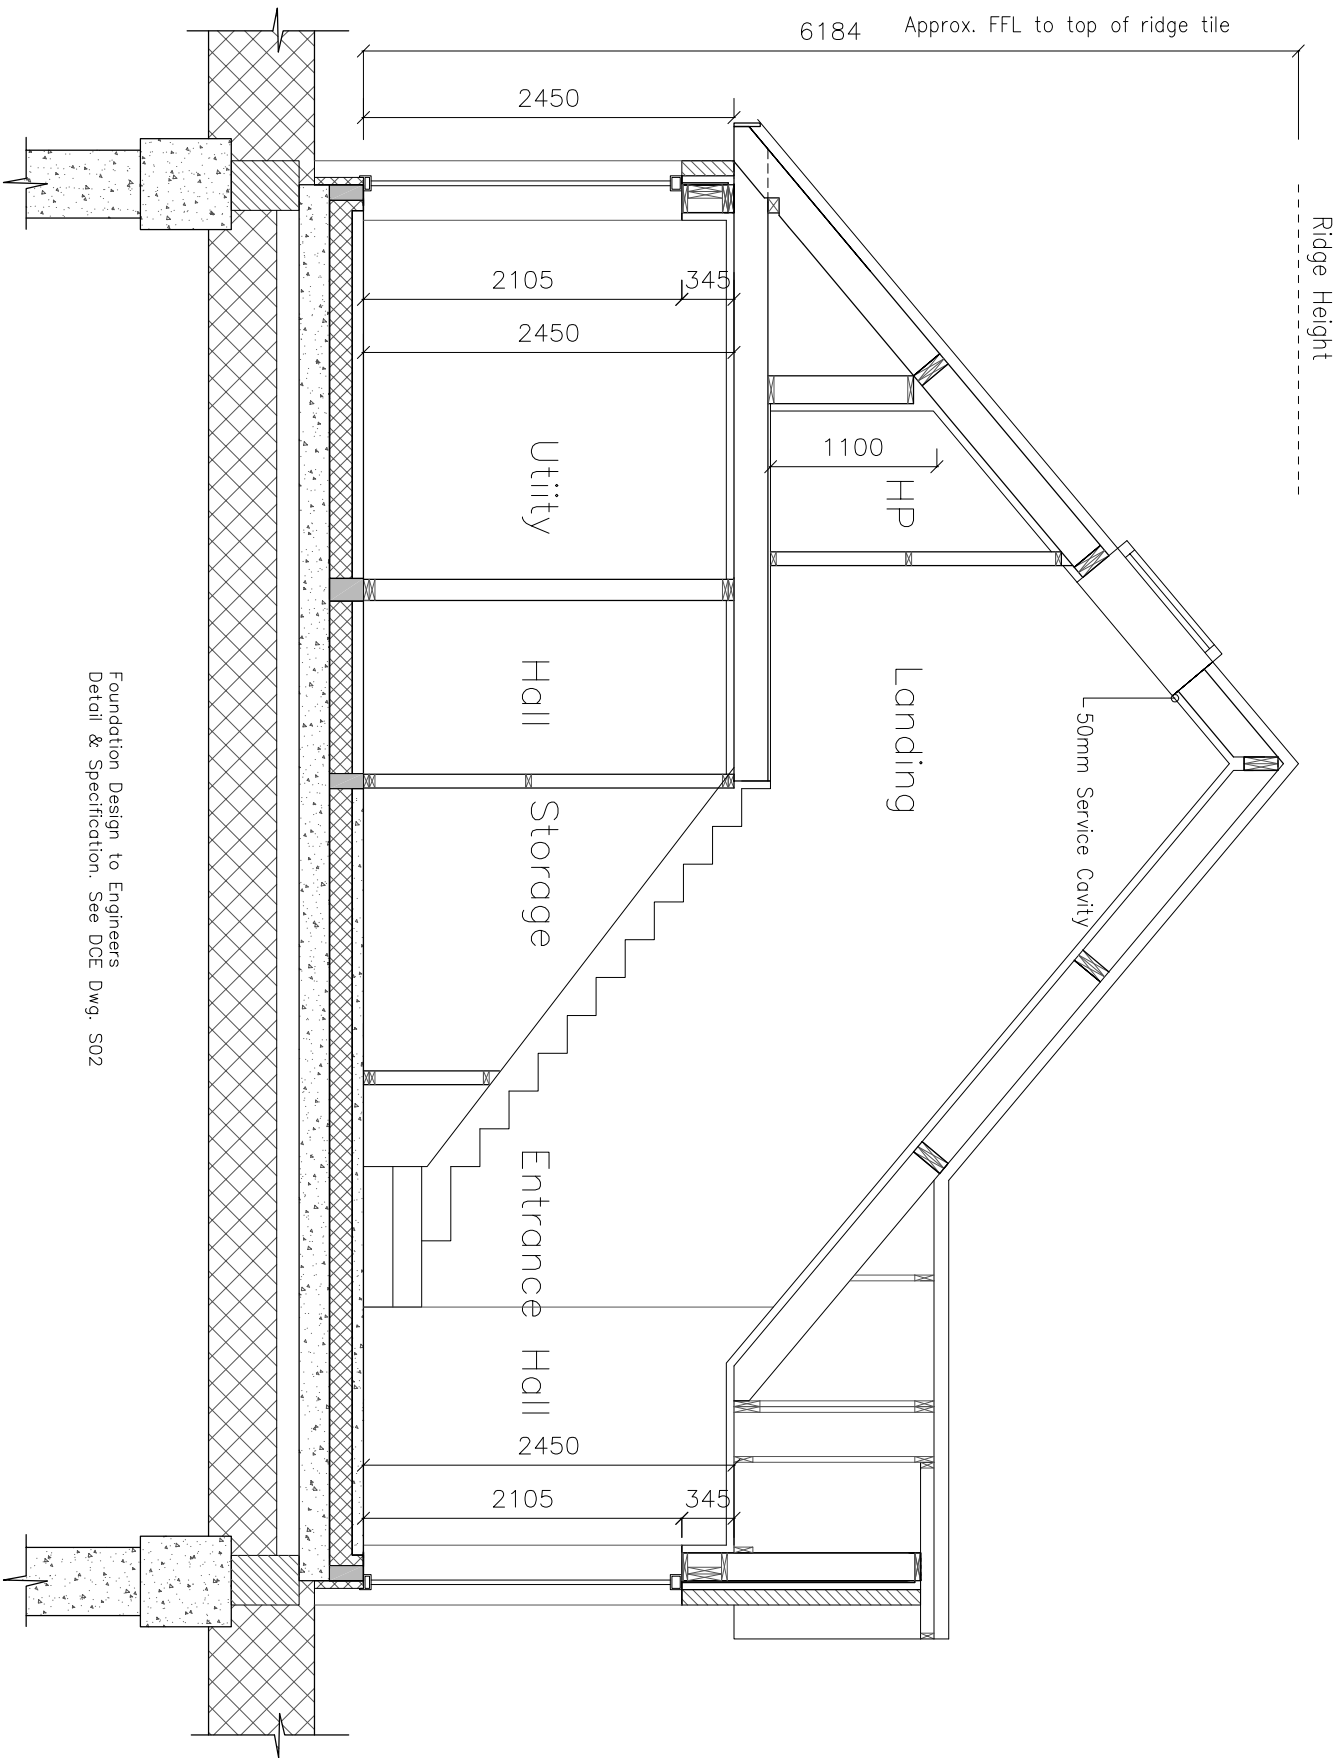 6184
Approx. FFL to top of ridge tile
Ridge Height
2450
2105
345
2450
1100
HP
Utiity
Hall
Landing
50mm Service Cavity
Storage
Entrance Hall
2450
2105
345
Foundation Design to Engineers
Detail & Specification. See DCE Dwg. S02